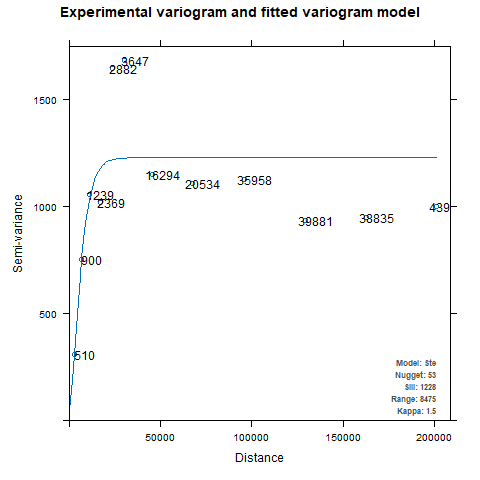 Experimental variogram and fitted variogram model
3647
2882
1500
16294
20534
35958
1239
2369
1000
439
39881
38835
Semi-variance
900
500
510
Model: Ste
Nugget: 53
Sill: 1228
Range: 8475
Kappa: 1.5
50000 100000 150000 200000
Distance